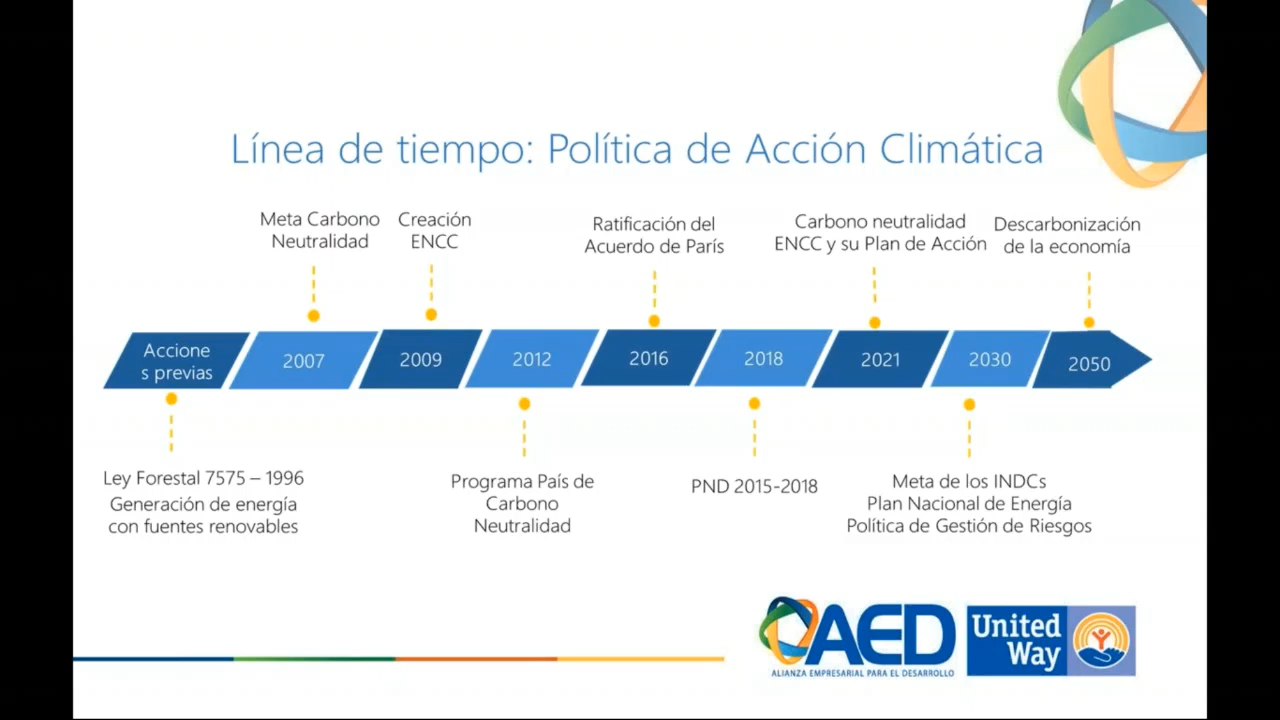 Línea de tiempo: Política de Acción Climática
Meta Carbono
Neutralidad
Creación
ENCC
Ratificación del
Acuerdo de París
Carbono neutralidad
ENCC y su Plan de Acción
Descarbonización
de la economía
Accione
s previas
2007
2009
2012
2016
2018
2021
2030
2050
Ley Forestal 7575 – 1996
Generación de energía
con fuentes renovables
Programa País de
Carbono
Neutralidad
PND 2015-2018
Meta de los INDCs
Plan Nacional de Energía
Política de Gestión de Riesgos
AED
ALIANZA EMPRESARIAL PARA EL DESARROLLO
United
Way